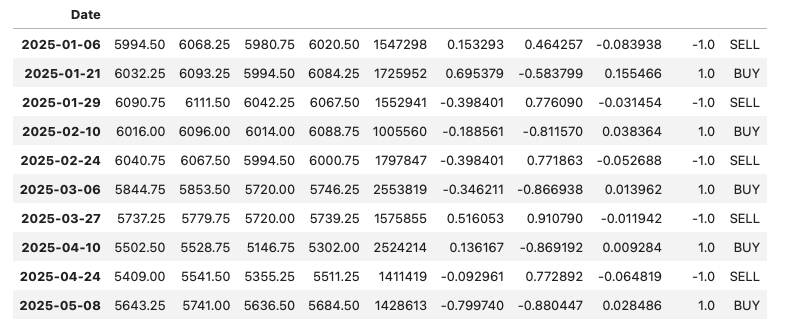 Date
2025-01-06 5994.50 6068.25 5980.75 6020.50 1547298 0.153293 0.464257 -0.083938 -1.0 SELL
2025-01-21 6032.25 6093.25 5994.50 6084.25 1725952 0.695379 -0.583799 0.155466 1.0 BUY
2025-01-29 6090.75 6111.50 6042.25 6067.50 1552941 -0.398401 0.776090 -0.031454 -1.0 SELL
2025-02-10 6016.00 6096.00 6014.00 6088.75 1005560 -0.188561 -0.811570 0.038364 1.0 BUY
2025-02-24 6040.75 6067.50 5994.50 6000.75 1797847 -0.398401 0.771863 -0.052688 -1.0 SELL
2025-03-06 5844.75 5853.50 5720.00 5746.25 2553819 -0.346211 -0.866938 0.013962 1.0 BUY
2025-03-27 5737.25 5779.75 5720.00 5739.25 1575855 0.516053 0.910790 -0.011942 -1.0 SELL
2025-04-10 5502.50 5528.75 5146.75 5302.00 2524214 0.136167 -0.869192 0.009284 1.0 BUY
2025-04-24 5409.00 5541.50 5355.25 5511.25 1411419 -0.092961 0.772892 -0.064819 -1.0 SELL
2025-05-08 5643.25 5741.00 5636.50 5684.50 1428613 -0.799740 -0.880447 0.028486 1.0 BUY